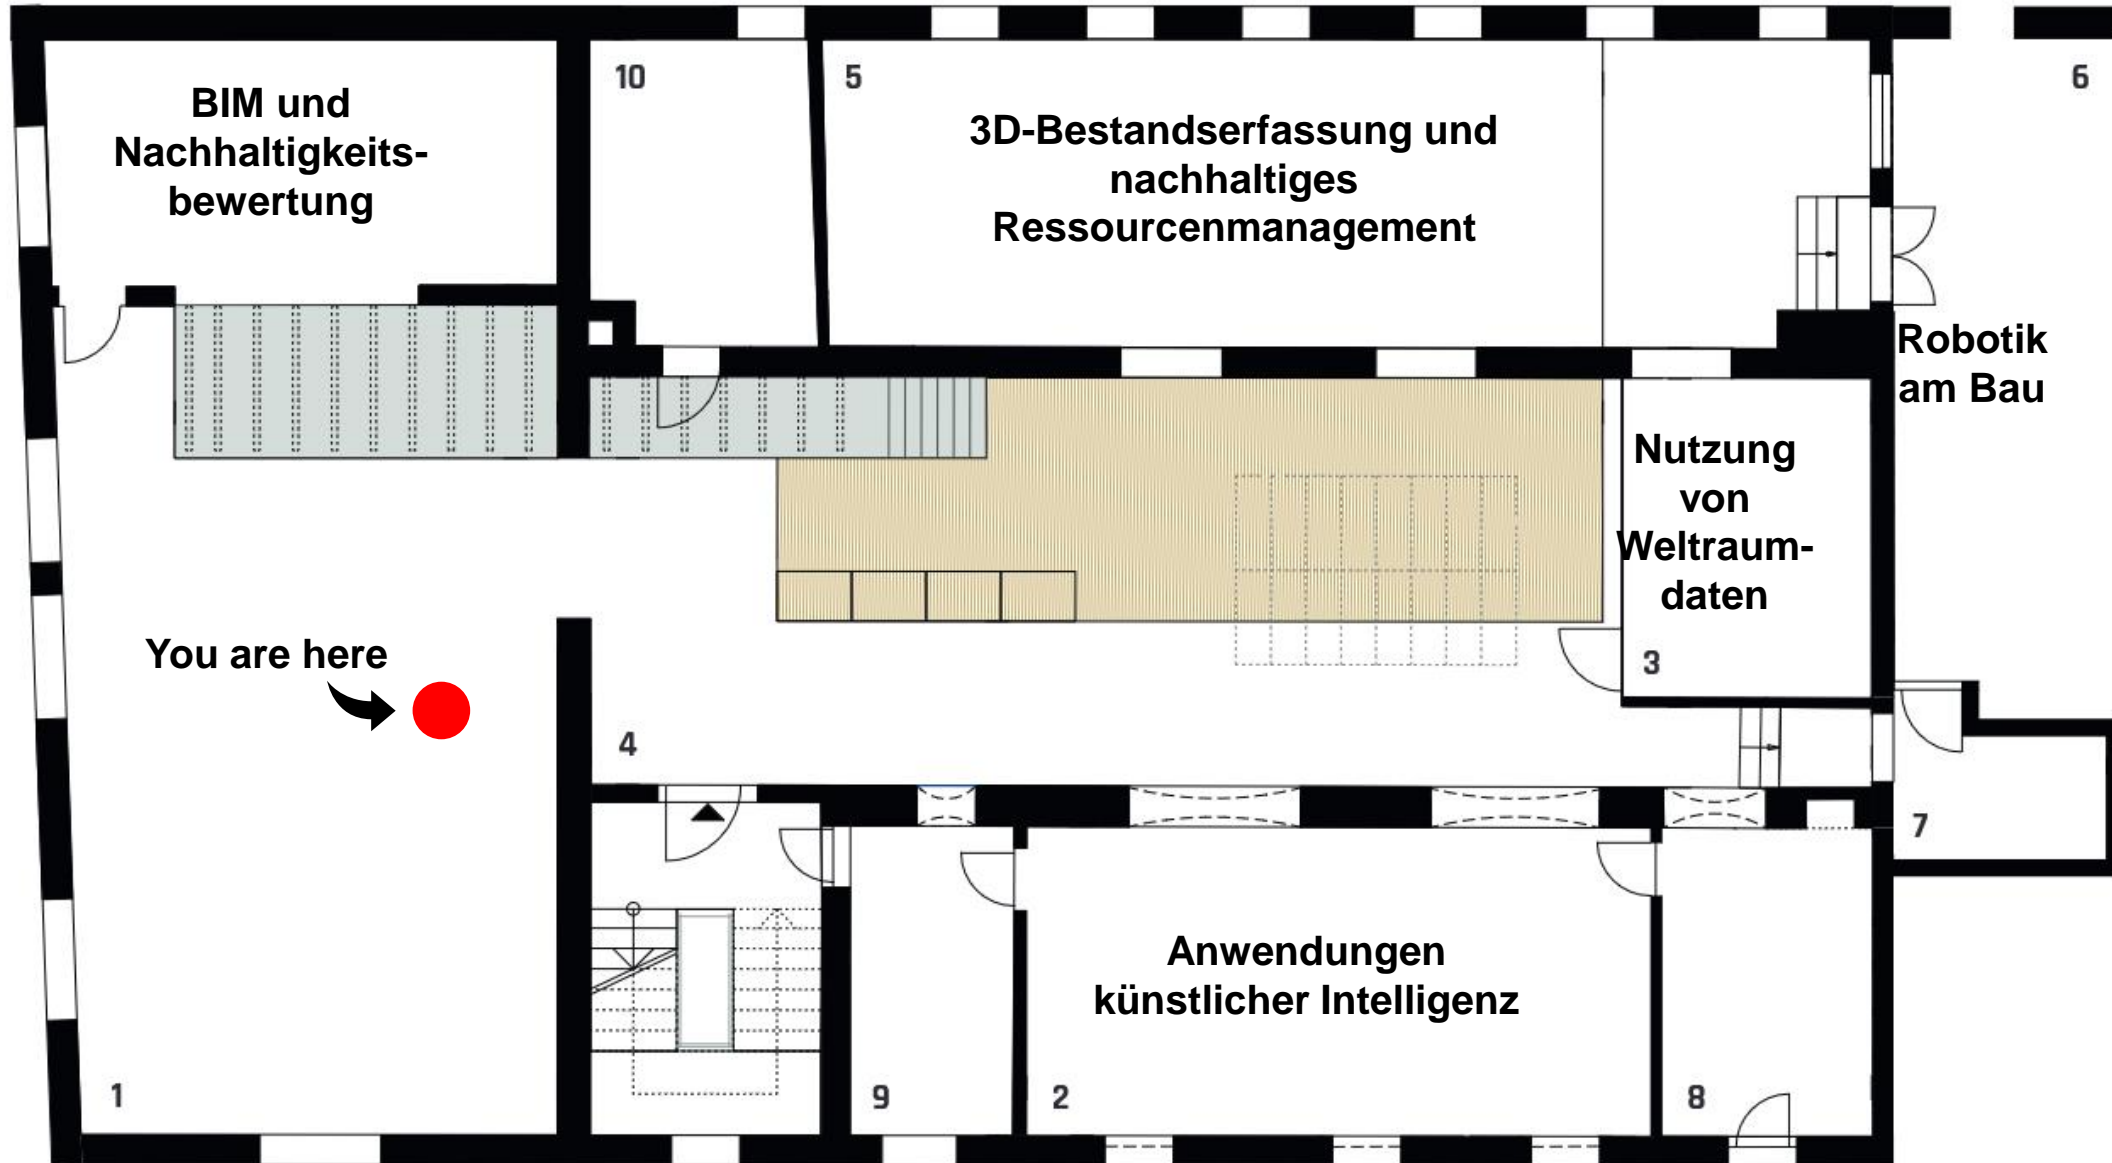 BIM und
Nachhaltigkeits-
bewertung
10
5
3D-Bestandserfassung und
nachhaltiges
Ressourcenmanagement
6
Robotik
am Bau
Nutzung
von
Weltraum-
daten
3
You are here
4
7
Anwendungen
künstlicher Intelligenz
1
9
2
8